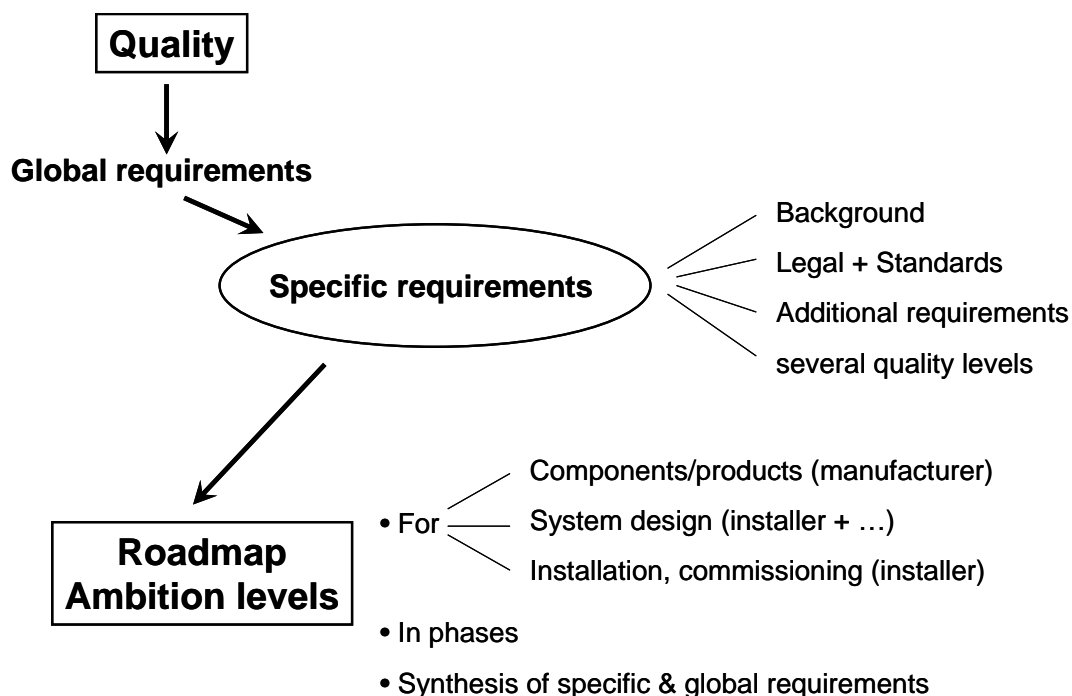 Quality
Global requirements
Specific requirements
Background
Legal + Standards
Additional requirements
several quality levels
Roadmap
Ambition levels
• For
Components/products (manufacturer)
System design (installer + …)
Installation, commissioning (installer)
• In phases
• Synthesis of specific & global requirements